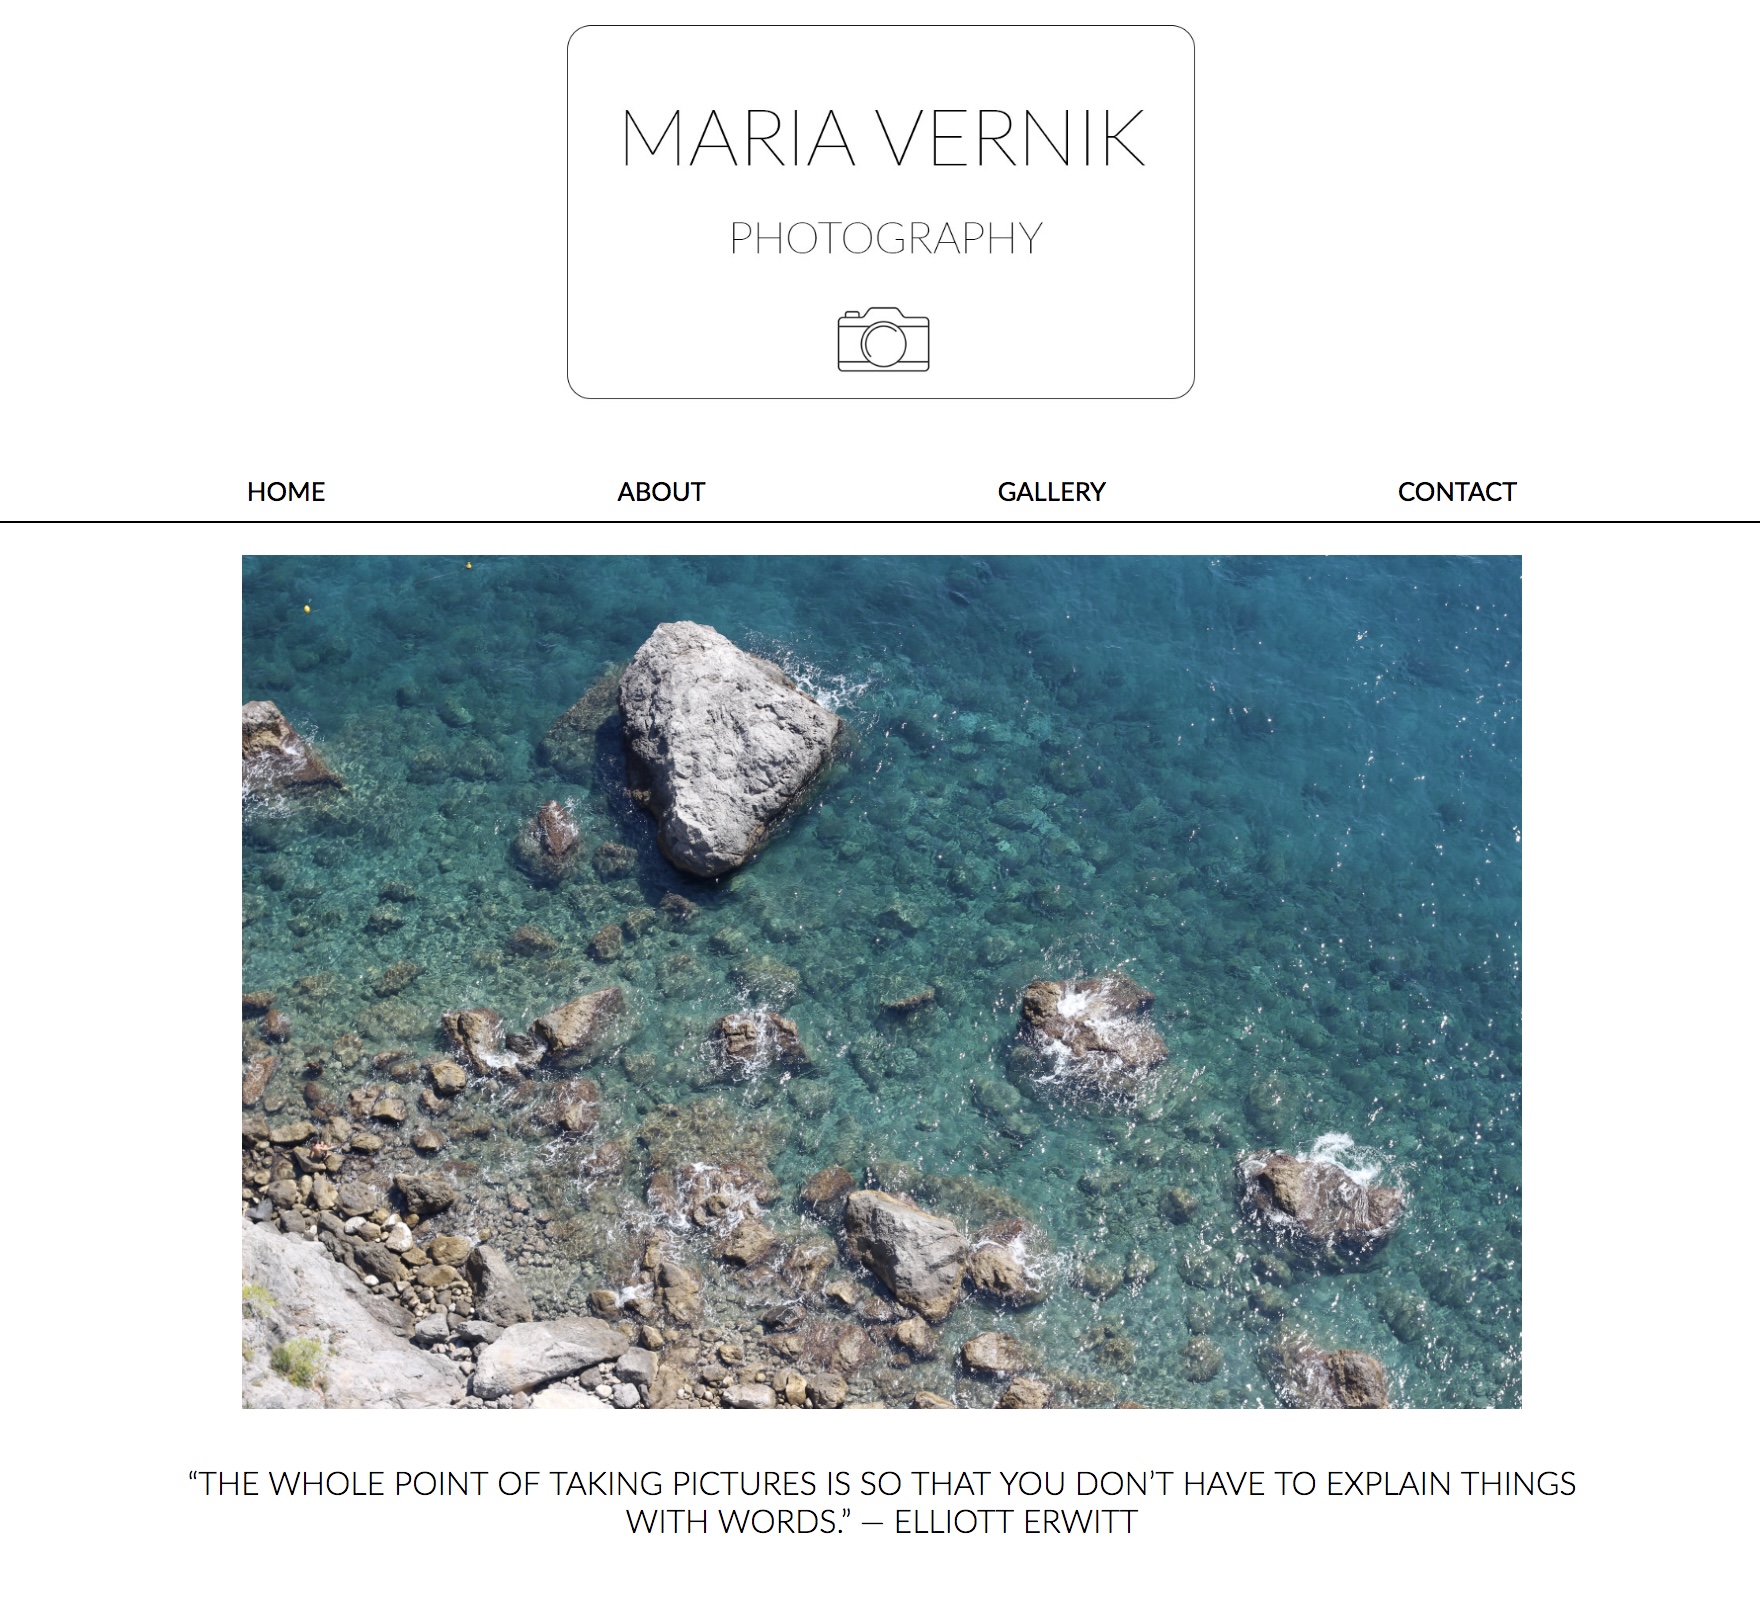 MARIA VERNIK
PHOTOGRAPHY
HOME ABOUT GALLERY CONTACT
“THE WHOLE POINT OF TAKING PICTURES IS SO THAT YOU DON’T HAVE TO EXPLAIN THINGS
WITH WORDS.” — ELLIOTT ERWITT